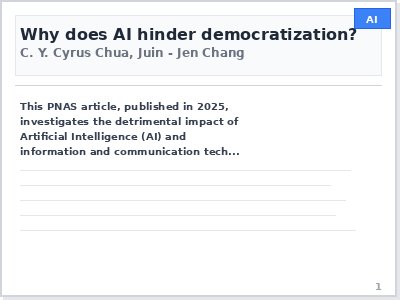 AI
Why does AI hinder democratization?
C. Y. Cyrus Chua, Juin - Jen Chang
This PNAS article, published in 2025,
investigates the detrimental impact of
Artificial Intelligence (AI) and
information and communication tech...
1